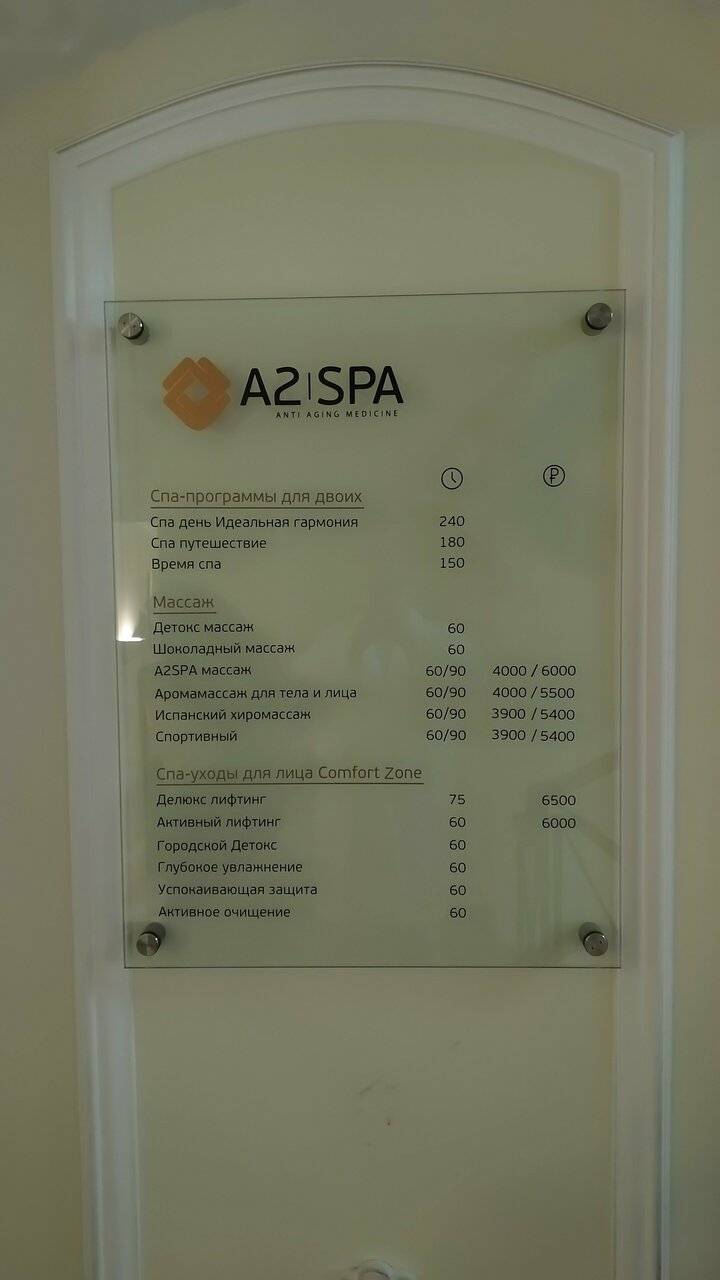 A2|SPA
ANTI AGING MEDICINE
₽
Спа-программы для двоих
Спа день Идеальная гармония 240
Спа путешествие 180
Время спа 150
Массаж
Детокс массаж 60
Шоколадный массаж 60
A2SPA массаж 60/90 4000 / 6000
Аромамассаж для тела и лица 60/90 4000 / 5500
Испанский хиромассаж 60/90 3900 / 5400
Спортивный 60/90 3900 / 5400
Спа-уходы для лица Comfort Zone
Делюкс лифтинг 75 6500
Активный лифтинг 60 6000
Городской Детокс 60
Глубокое увлажнение 60
Успокаивающая защита 60
Активное очищение 60